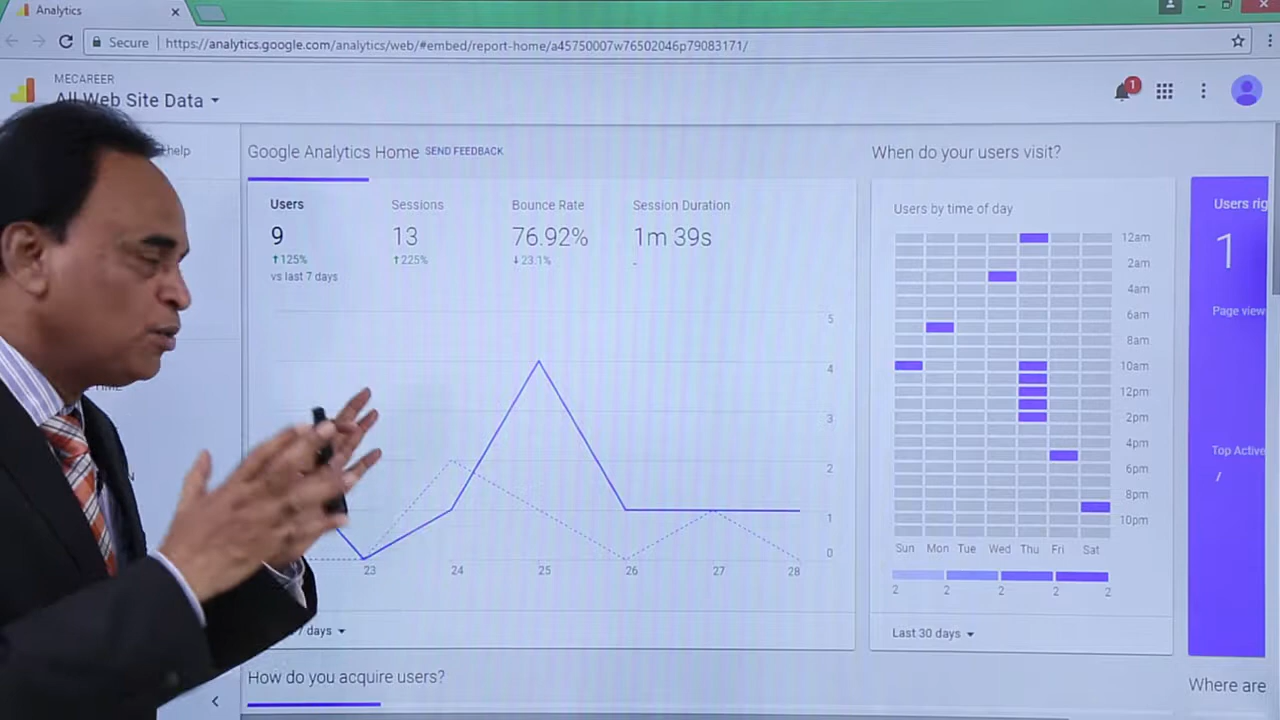 Analytics
Secure https://analytics.google.com/analytics/web/#embed/report-home/a45750007w76502046p79083171/
MECAREER
All Web Site Data
1
help
Google Analytics Home SEND FEEDBACK
When do your users visit?
Users Sessions Bounce Rate Session Duration
9 13 76.92% 1m 39s
125% 225% 23.1% -
vs last 7 days
5
4
3
2
1
0
23 24 25 26 27 28
7 days
Users by time of day
12am
2am
4am
6am
8am
10am
12pm
2pm
4pm
6pm
8pm
10pm
Sun Mon Tue Wed Thu Fri Sat
2 2 2 2 2
Last 30 days
Users rig
1
Page view
Top Active
/
How do you acquire users?
Where are